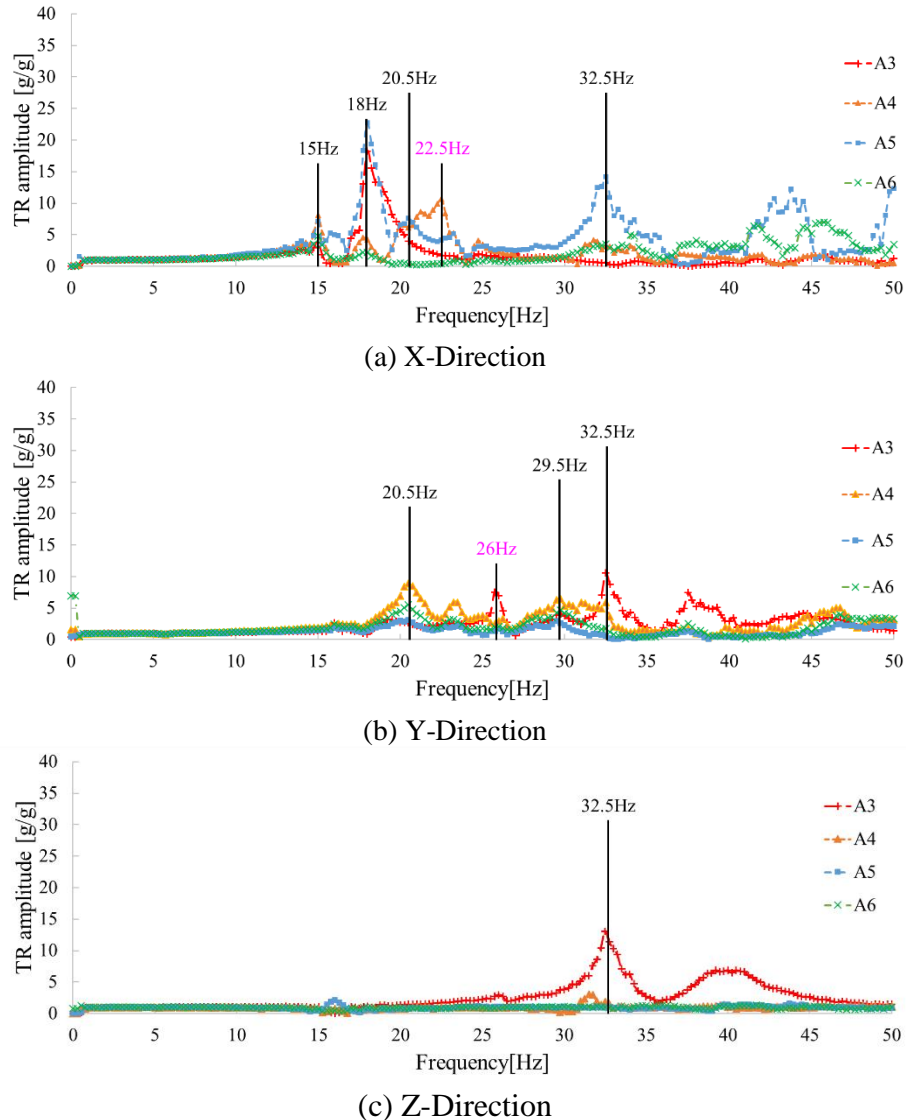 40
35
30
25
20
15
10
5
0
TR amplitude [g/g]
15Hz
18Hz
20.5Hz
22.5Hz
32.5Hz
A3
A4
A5
A6
0 5 10 15 20 25 30 35 40 45 50
Frequency[Hz]
(a) X-Direction
40
35
30
25
20
15
10
5
0
TR amplitude [g/g]
20.5Hz
26Hz
29.5Hz
32.5Hz
A3
A4
A5
A6
0 5 10 15 20 25 30 35 40 45 50
Frequency[Hz]
(b) Y-Direction
40
35
30
25
20
15
10
5
0
TR amplitude [g/g]
32.5Hz
A3
A4
A5
A6
0 5 10 15 20 25 30 35 40 45 50
Frequency[Hz]
(c) Z-Direction